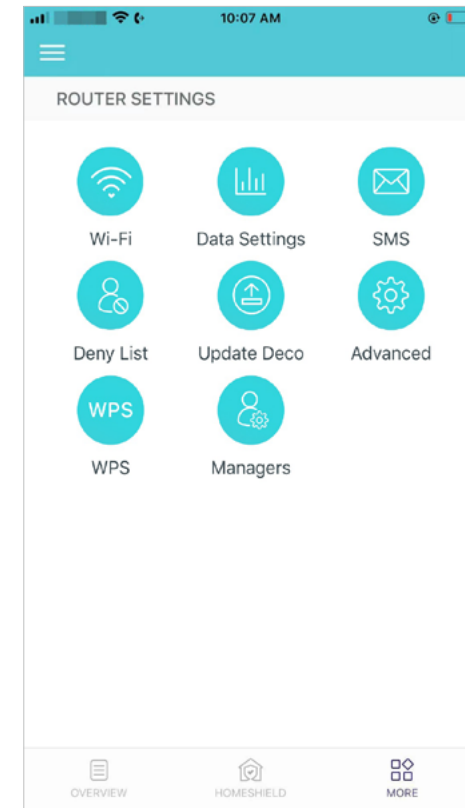 10:07 AM
ROUTER SETTINGS
Wi-Fi
Data Settings
SMS
Deny List
Update Deco
Advanced
WPS
WPS
Managers
OVERVIEW
HOMESHIELD
MORE